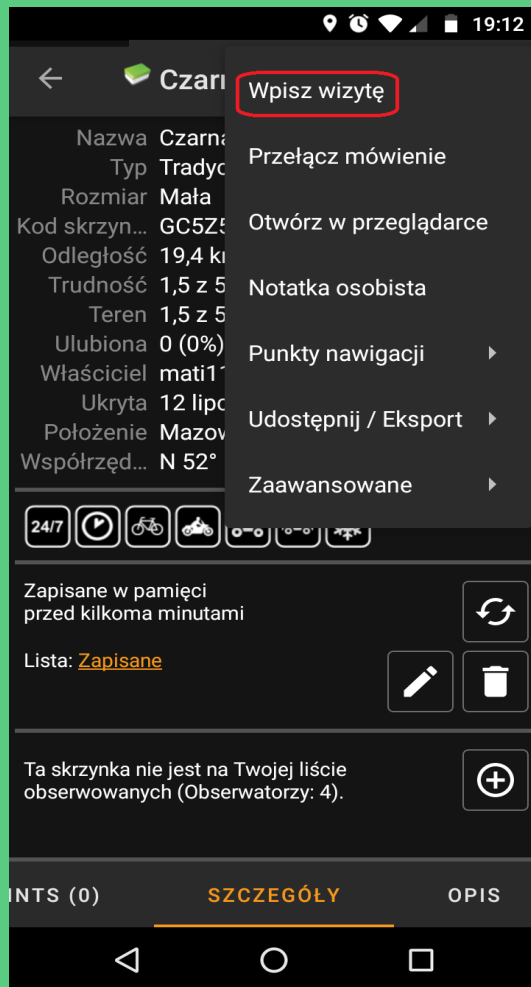 19:12
Czar
Wpisz wizytę
Przełącz mówienie
Otwórz w przeglądarce
Notatka osobista
Punkty nawigacji
Udostępnij / Eksport
Zaawansowane
Nazwa Czarna
Typ Tradyc
Rozmiar Mała
Kod skrzyn... GC5Z5
Odległość 19,4 k
Trudność 1,5 z 5
Teren 1,5 z 5
Ulubiona 0 (0%)
Właściciel mati1
Ukryta 12 lipc
Położenie Mazow
Współrzęd... N 52°
24/7
Zapisane w pamięci
przed kilkoma minutami
Lista: Zapisane
Ta skrzynka nie jest na Twojej liście
obserwowanych (Obserwatorzy: 4).
INTS (0) SZCZEGÓŁY OPIS